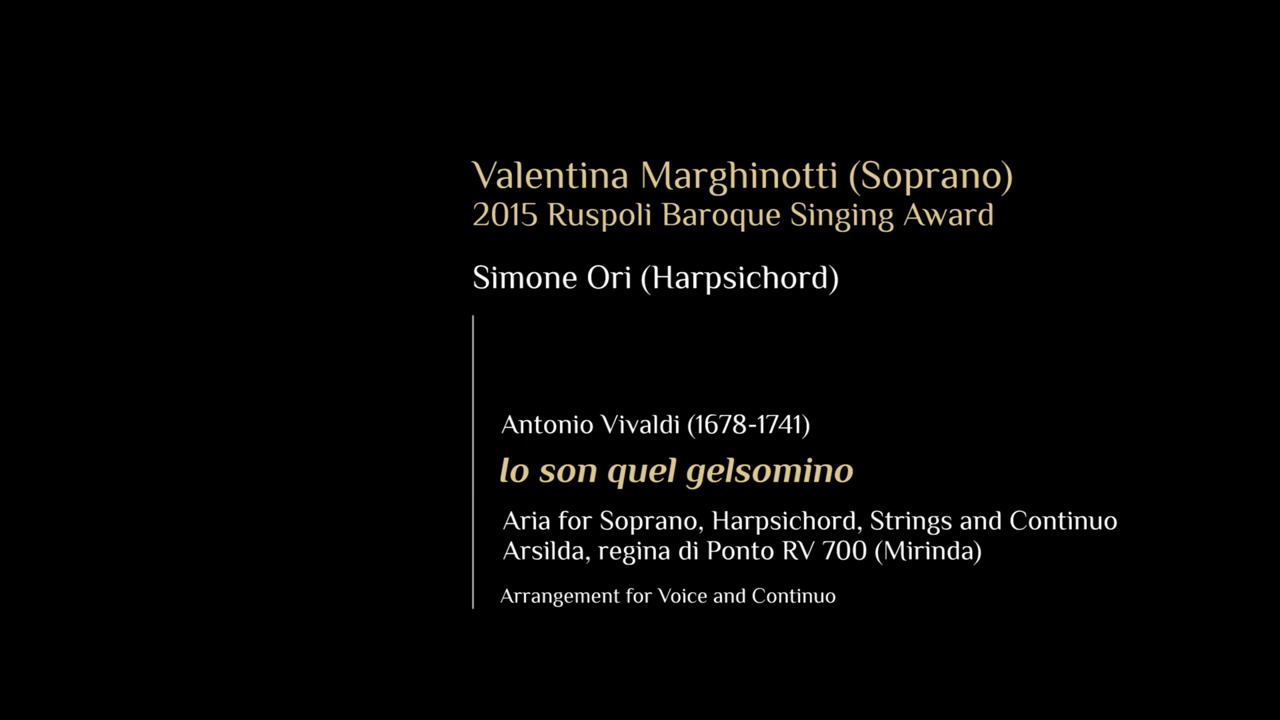 Valentina Marghinotti (Soprano)
2015 Ruspoli Baroque Singing Award
Simone Ori (Harpsichord)
Antonio Vivaldi (1678-1741)
Io son quel gelsomino
Aria for Soprano, Harpsichord, Strings and Continuo
Arsilda, regina di Ponto RV 700 (Mirinda)
Arrangement for Voice and Continuo